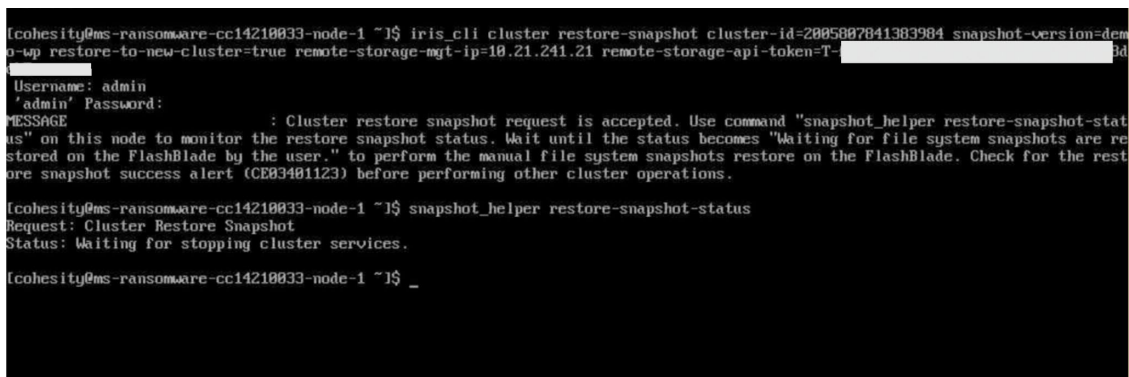 [cohesity@ms-ransomware-cc14210033-node-1 ~]$ iris_cli cluster restore-snapshot cluster-id=2005807841383984 snapshot-version=dem
o-wp restore-to-new-cluster=true remote-storage-mgt-ip=10.21.241.21 remote-storage-api-token=T- 3d
Username: admin
'admin' Password:
MESSAGE : Cluster restore snapshot request is accepted. Use command "snapshot_helper restore-snapshot-stat
us" on this node to monitor the restore snapshot status. Wait until the status becomes "Waiting for file system snapshots are re
stored on the FlashBlade by the user." to perform the manual file system snapshots restore on the FlashBlade. Check for the rest
ore snapshot success alert (CE03401123) before performing other cluster operations.
[cohesity@ms-ransomware-cc14210033-node-1 ~]$ snapshot_helper restore-snapshot-status
Request: Cluster Restore Snapshot
Status: Waiting for stopping cluster services.
[cohesity@ms-ransomware-cc14210033-node-1 ~]$ _